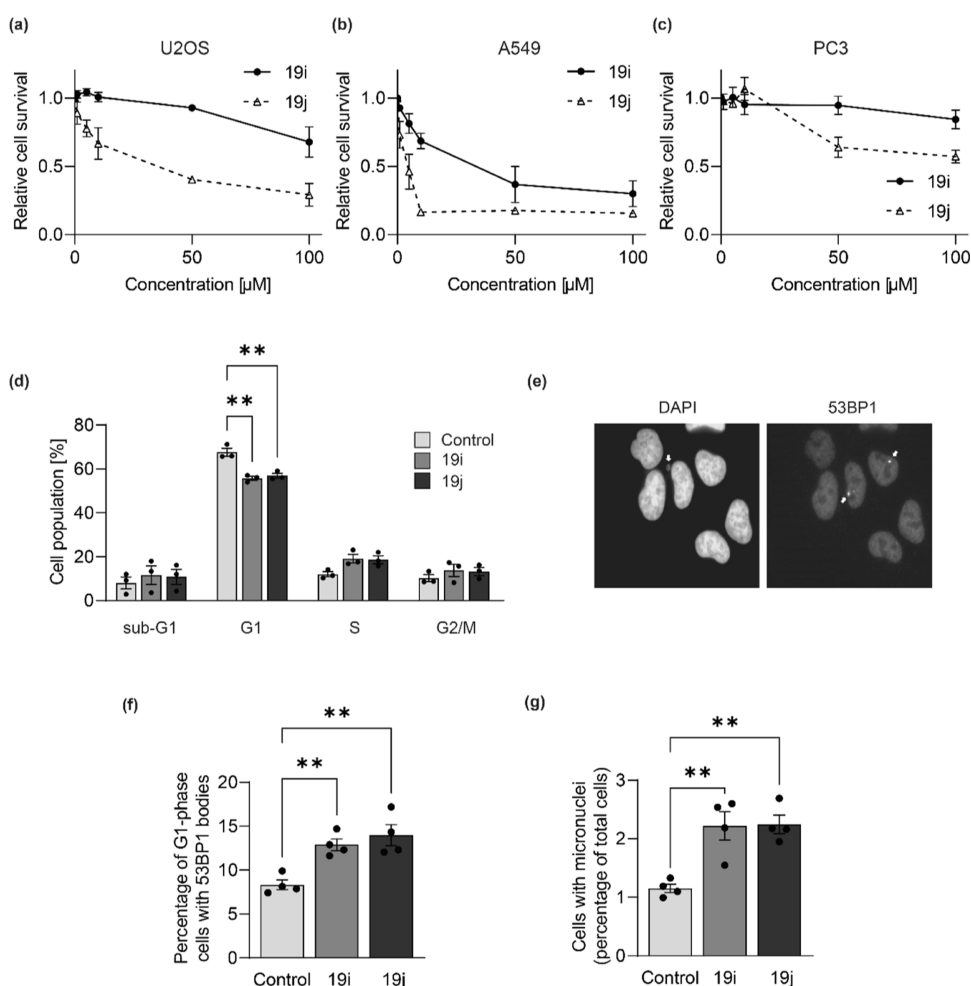 (a)
U2OS
19i
19j
Relative cell survival
1.0
0.5
0.0
0
50
100
Concentration [µM]
(b)
A549
19i
19j
Relative cell survival
1.0
0.5
0.0
0
50
100
Concentration [µM]
(c)
PC3
Relative cell survival
1.0
0.5
0.0
19i
19j
0
50
100
Concentration [µM]
(d)
**
**
Cell population [%]
80
60
40
20
0
Control
19i
19j
sub-G1
G1
S
G2/M
(e)
DAPI
53BP1
(f)
**
**
Percentage of G1-phase
cells with 53BP1 bodies
20
15
10
5
0
Control
19i
19j
(g)
**
**
Cells with micronuclei
(percentage of total cells)
3
2
1
0
Control
19i
19j